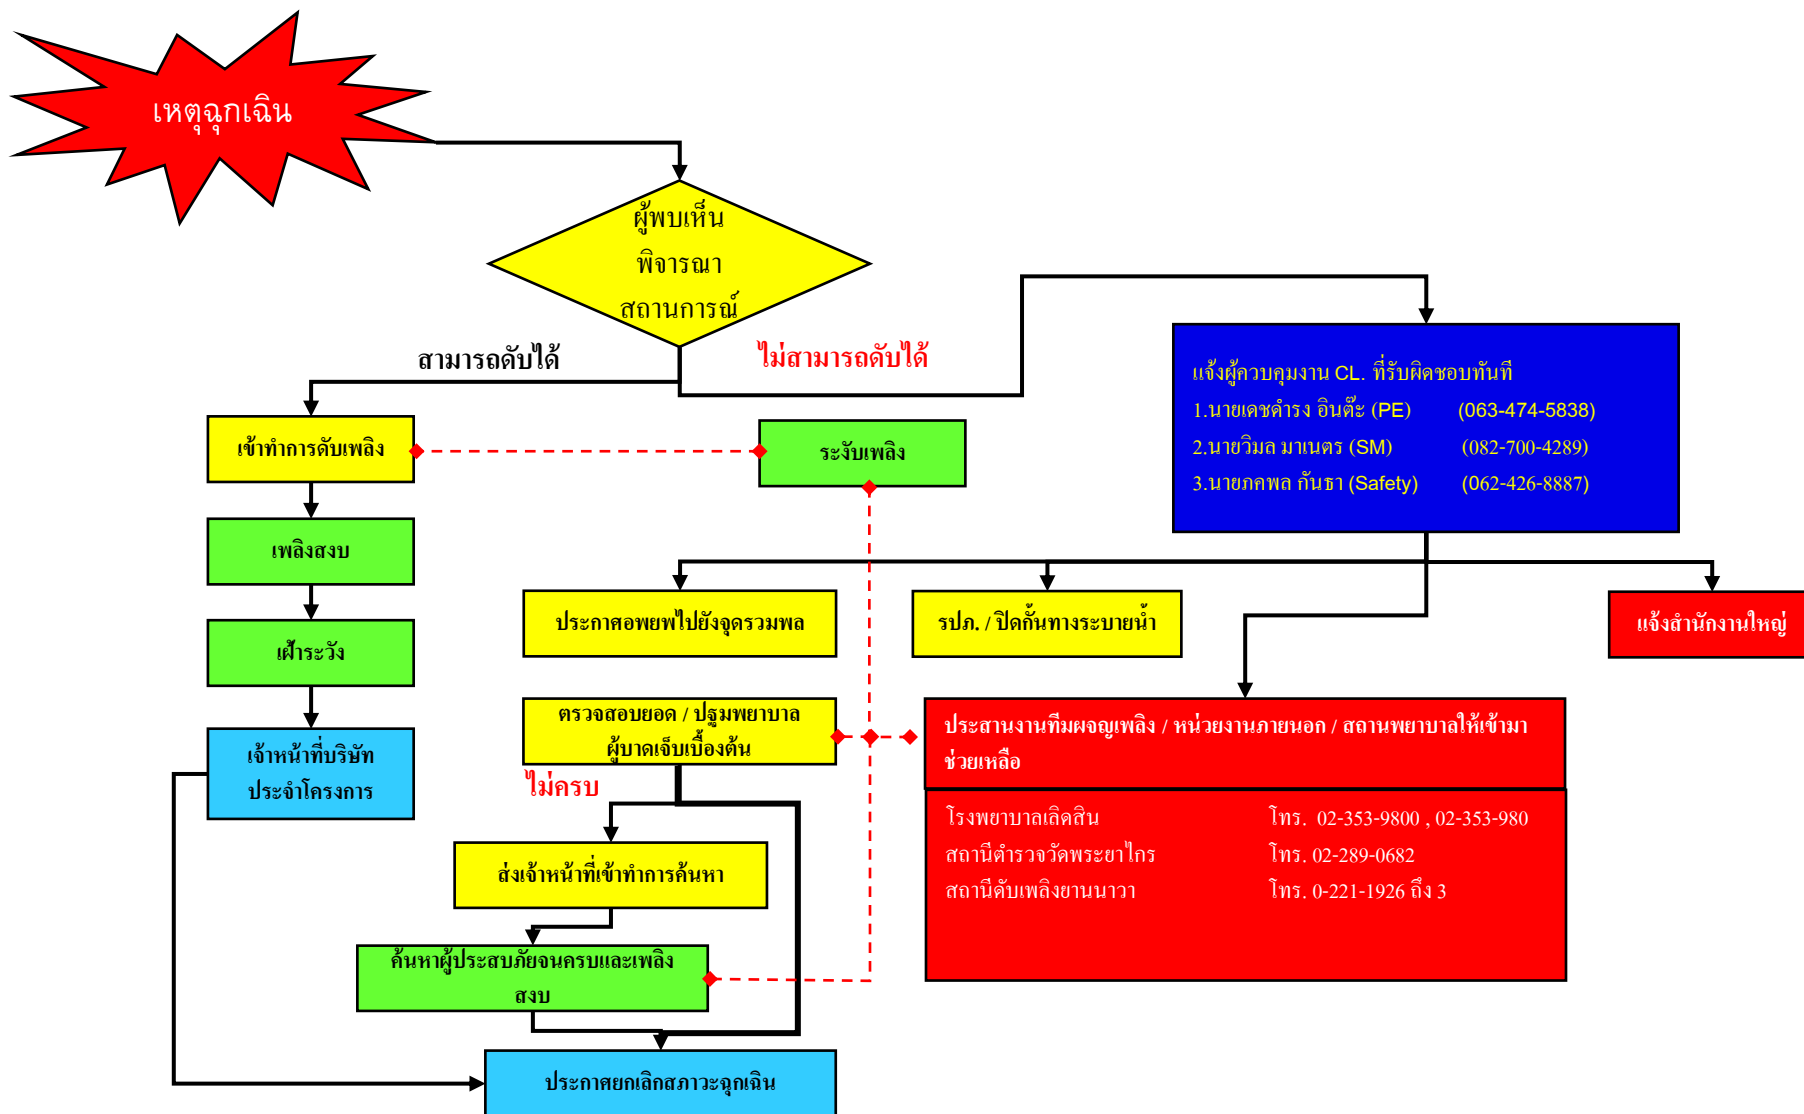 เหตุฉุกเฉิน
ผู้พบเห็น
พิจารณา
สถานการณ์
สามารถดับได้
ไม่สามารถดับได้
แจ้งผู้ควบคุมงาน CL. ที่รับผิดชอบทันที
1.นายเดชดำรง อินต๊ะ (PE) (063-474-5838)
2.นายวิมล มาเนตร (SM) (082-700-4289)
3.นายภคพล กันธา (Safety) (062-426-8887)
เข้าทำการดับเพลิง
ระงับเพลิง
เพลิงสงบ
ประกาศอพยพไปยังจุดรวมพล
รปภ. / ปิดกั้นทางระบายน้ำ
แจ้งสำนักงานใหญ่
เฝ้าระวัง
ตรวจสอบยอด / ปฐมพยาบาล
ผู้บาดเจ็บเบื้องต้น
ประสานงานทีมผจญเพลิง / หน่วยงานภายนอก / สถานพยาบาลให้เข้ามา
ช่วยเหลือ
เจ้าหน้าที่บริษัท
ประจำโครงการ
ไม่ครบ
โรงพยาบาลเลิดสิน โทร. 02-353-9800 , 02-353-980
สถานีตำรวจวัดพระยาไกร โทร. 02-289-0682
สถานีดับเพลิงยานนาวา โทร. 0-221-1926 ถึง 3
ส่งเจ้าหน้าที่เข้าทำการค้นหา
ค้นหาผู้ประสบภัยจนครบและเพลิง
สงบ
ประกาศยกเลิกสภาวะฉุกเฉิน